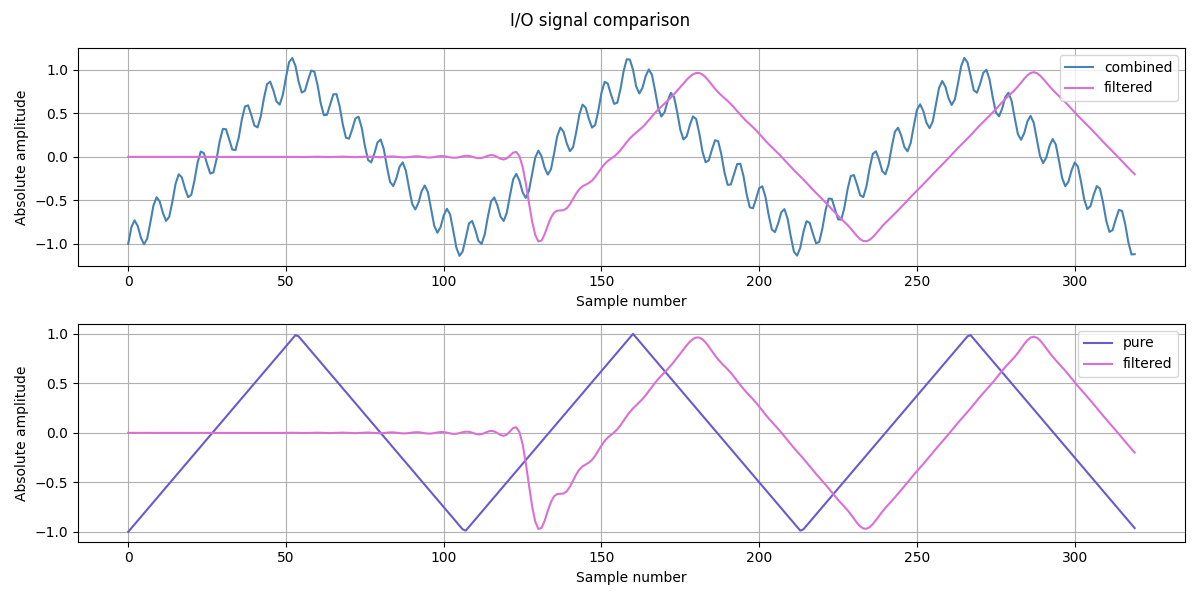 I/O signal comparison
1.0
0.5
0.0
−0.5
−1.0
Absolute amplitude
combined
filtered
0 50 100 150 200 250 300
Sample number
1.0
0.5
0.0
−0.5
−1.0
Absolute amplitude
pure
filtered
0 50 100 150 200 250 300
Sample number